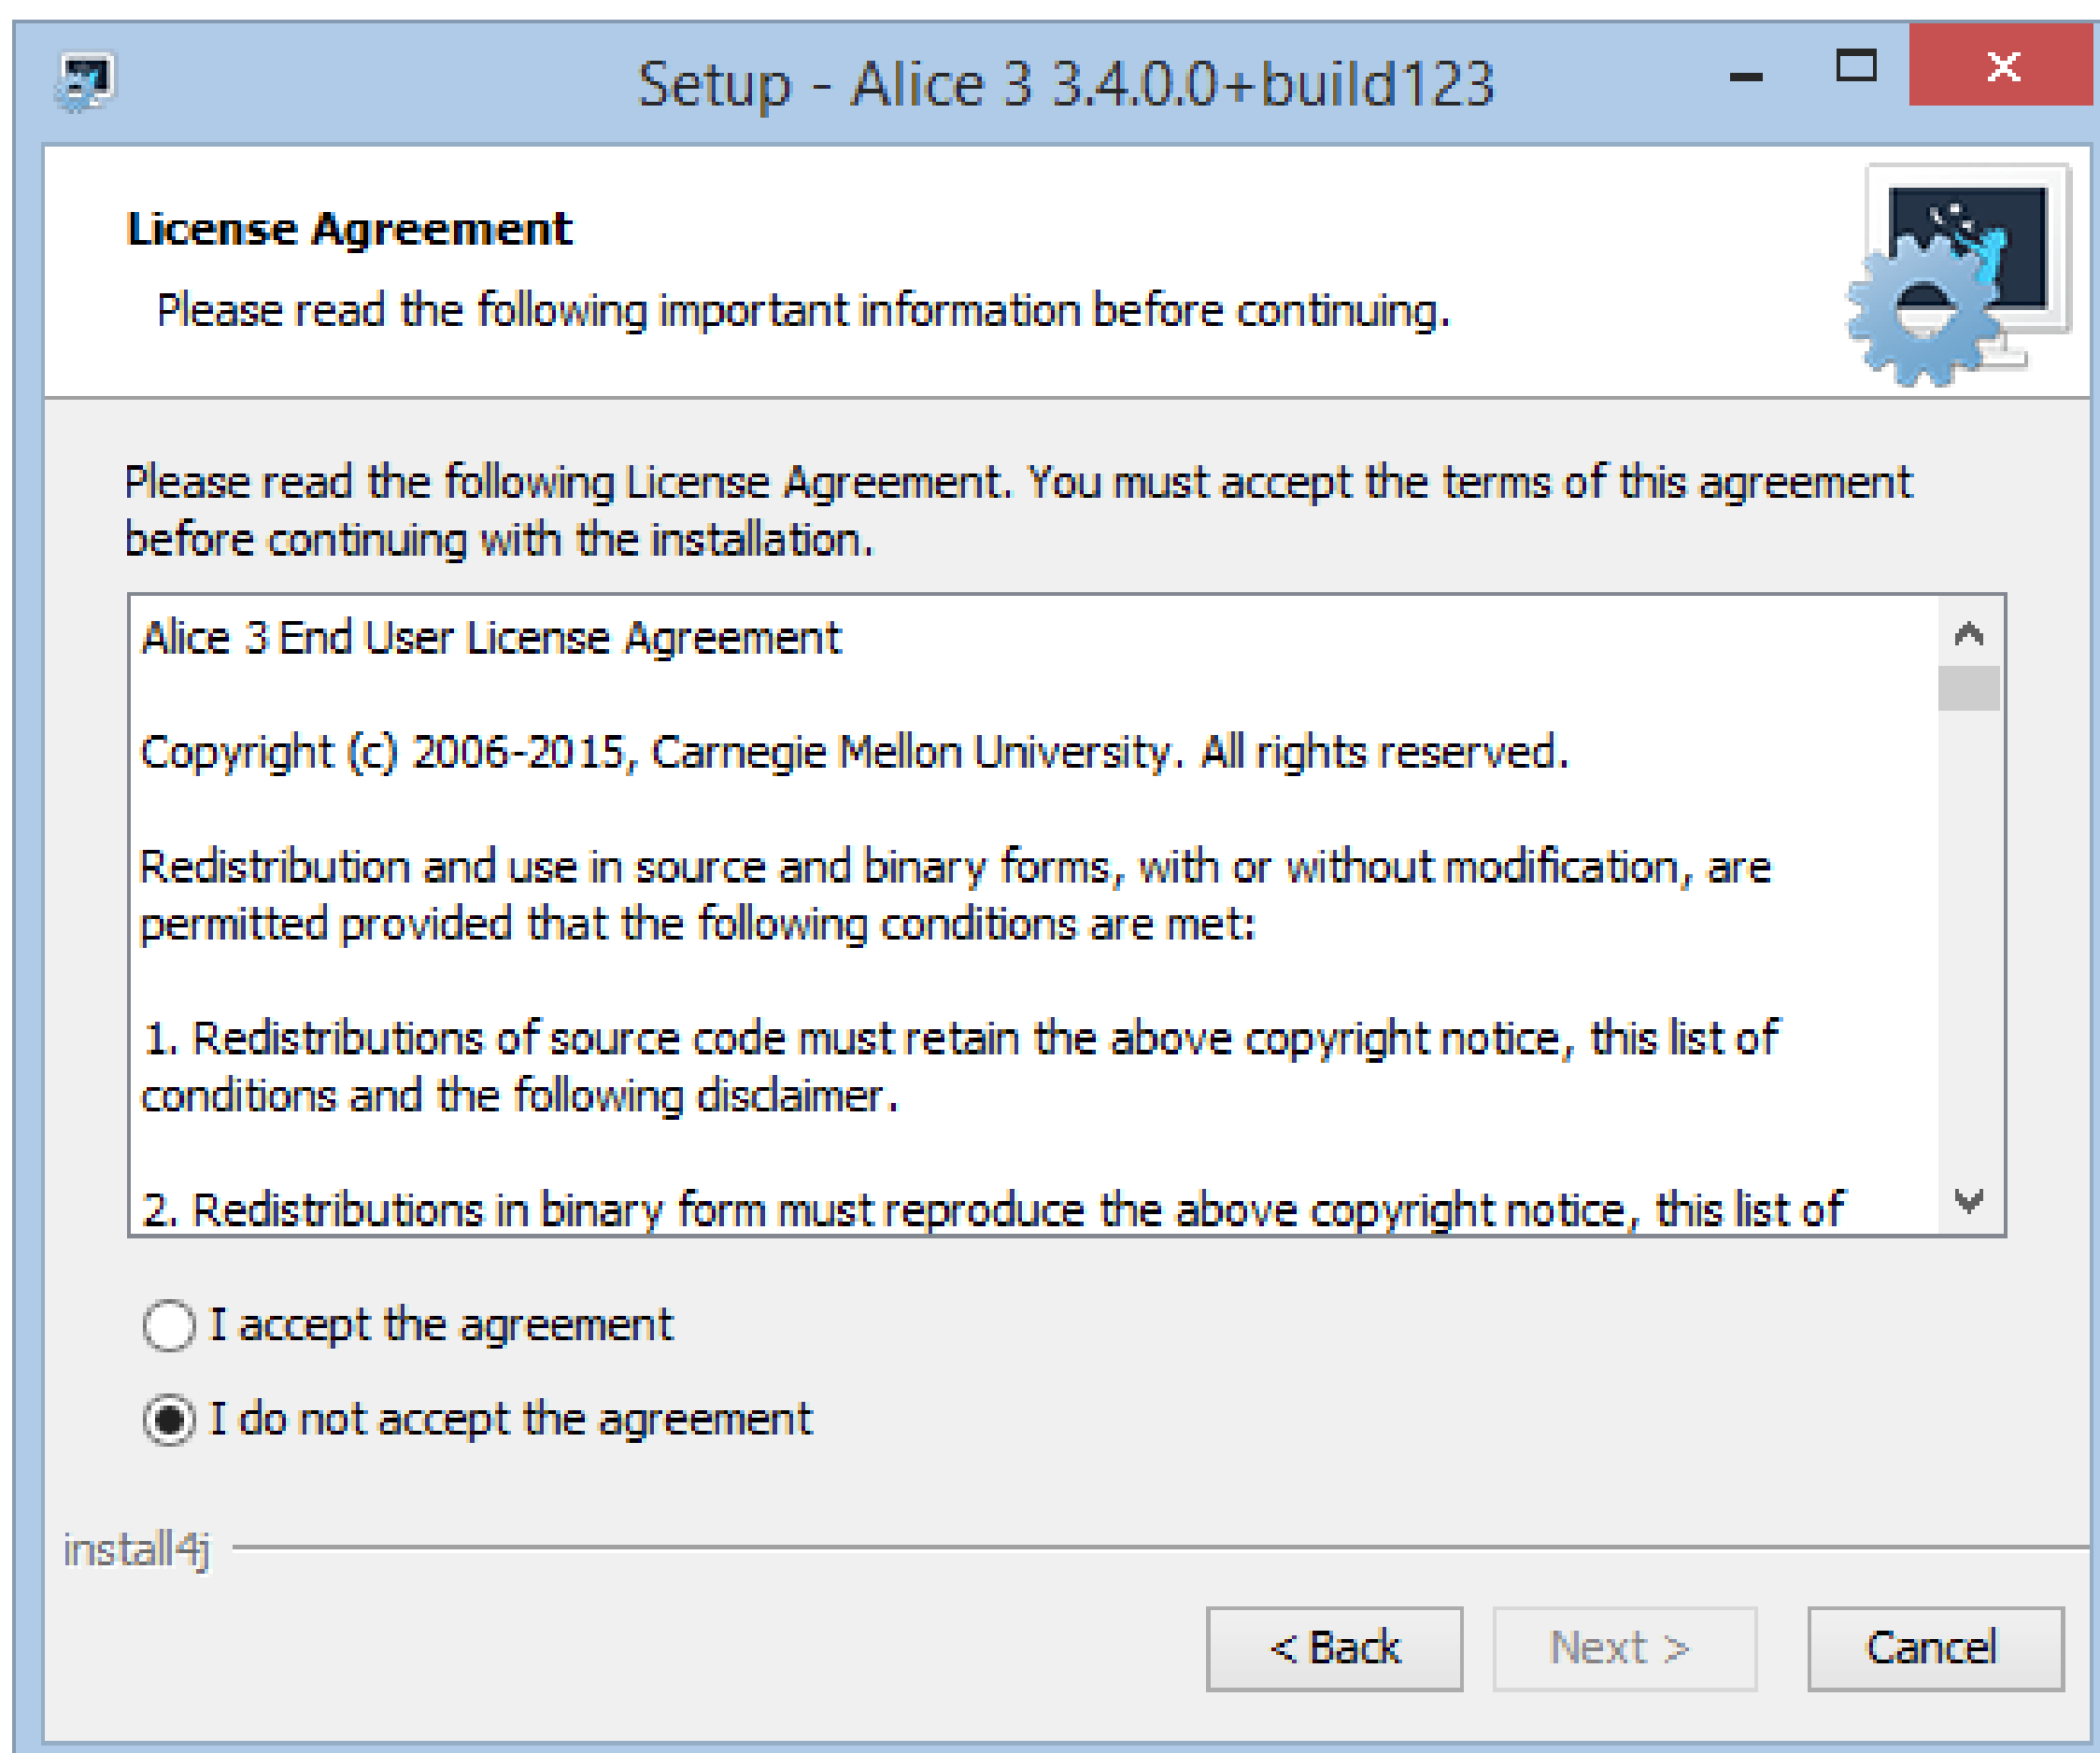 Setup - Alice 3 3.4.0.0+build123
License Agreement
Please read the following important information before continuing.
Please read the following License Agreement. You must accept the terms of this agreement
before continuing with the installation.
Alice 3 End User License Agreement
Copyright (c) 2006-2015, Carnegie Mellon University. All rights reserved.
Redistribution and use in source and binary forms, with or without modification, are
permitted provided that the following conditions are met:
1. Redistributions of source code must retain the above copyright notice, this list of
conditions and the following disclaimer.
2. Redistributions in binary form must reproduce the above copyright notice, this list of
I accept the agreement
I do not accept the agreement
install4j
< Back Next > Cancel